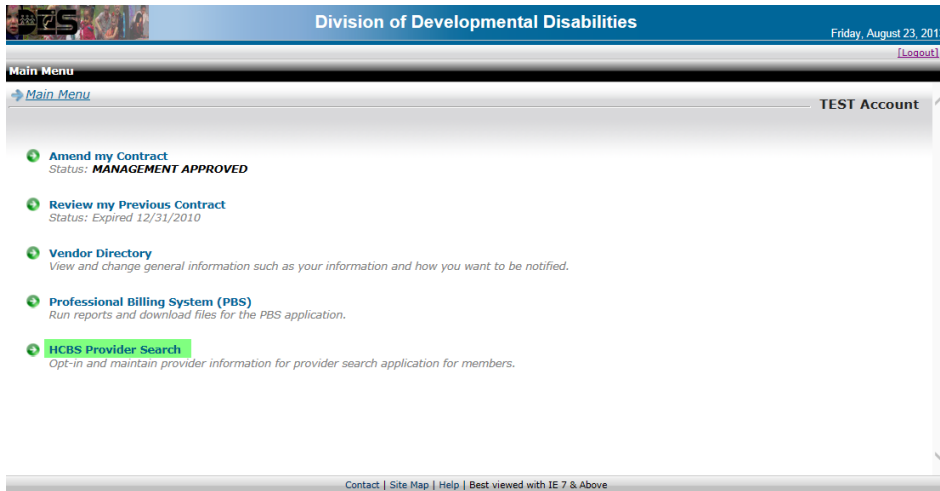 DES
Division of Developmental Disabilities
Friday, August 23, 201
[Logout]
Main Menu
Main Menu
TEST Account
Amend my Contract
Status: MANAGEMENT APPROVED
Review my Previous Contract
Status: Expired 12/31/2010
Vendor Directory
View and change general information such as your information and how you want to be notified.
Professional Billing System (PBS)
Run reports and download files for the PBS application.
HCBS Provider Search
Opt-in and maintain provider information for provider search application for members.
Contact | Site Map | Help | Best viewed with IE 7 & Above